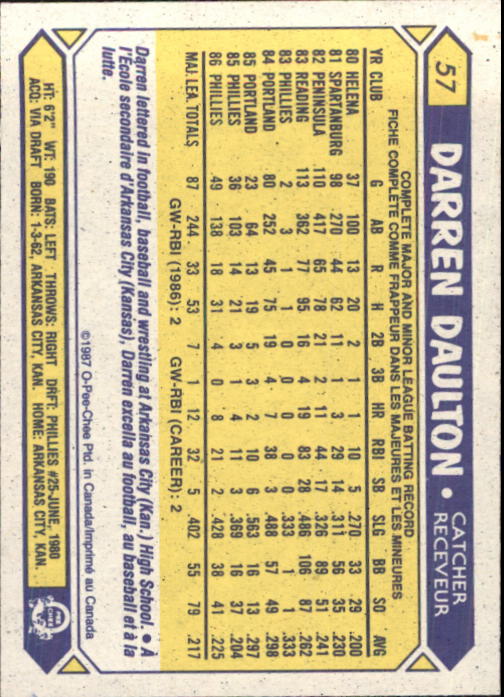 57 DARREN DAULTON • CATCHER
RECEVEUR
COMPLETE MAJOR AND MINOR LEAGUE BATTING RECORD
FICHE COMPLÈTE COMME FRAPPEUR DANS LES MAJEURES ET LES MINEURES
YR CLUB G AB R H 2B 3B HR RBI SB SLG BB SO AVG
80 HELENA 37 100 13 20 2 1 1 10 5 .270 33 29 .200
81 SPARTANBURG 98 270 44 62 11 1 3 29 14 .311 56 35 .230
82 PENINSULA 110 417 65 78 21 2 11 44 17 .326 89 51 .241
83 READING 113 362 77 95 16 4 19 83 28 .486 106 87 .262
83 PHILLIES 2 3 1 1 0 0 0 0 0 .333 1 1 .333
84 PORTLAND 80 252 45 75 19 4 7 38 3 .488 57 49 .298
85 PORTLAND 23 64 13 19 5 3 2 10 6 .563 16 13 .297
85 PHILLIES 36 103 14 21 3 1 4 11 3 .369 16 37 .204
86 PHILLIES 49 138 18 31 4 0 8 21 2 .428 38 41 .225
MAJ. LEA. TOTALS 87 244 33 53 7 1 12 32 5 .402 55 79 .217
GW-RBI (1986): 2 GW-RBI (CAREER): 2
Darren lettered in football, baseball and wrestling at Arkansas City (Kan.) High School. • À
l'École secondaire d'Arkansas City (Kansas), Darren excella au football, au baseball et à la
lutte.
©1987 O-Pee-Chee Ptd. in Canada/Imprimé au Canada
HT: 6'2" WT: 190 BATS: LEFT THROWS: RIGHT DRFT: PHILLIES #25-JUNE, 1980
ACQ: VIA DRAFT BORN: 1-3-62, ARKANSAS CITY, KAN. HOME: ARKANSAS CITY, KAN.
O-PEE-CHEE